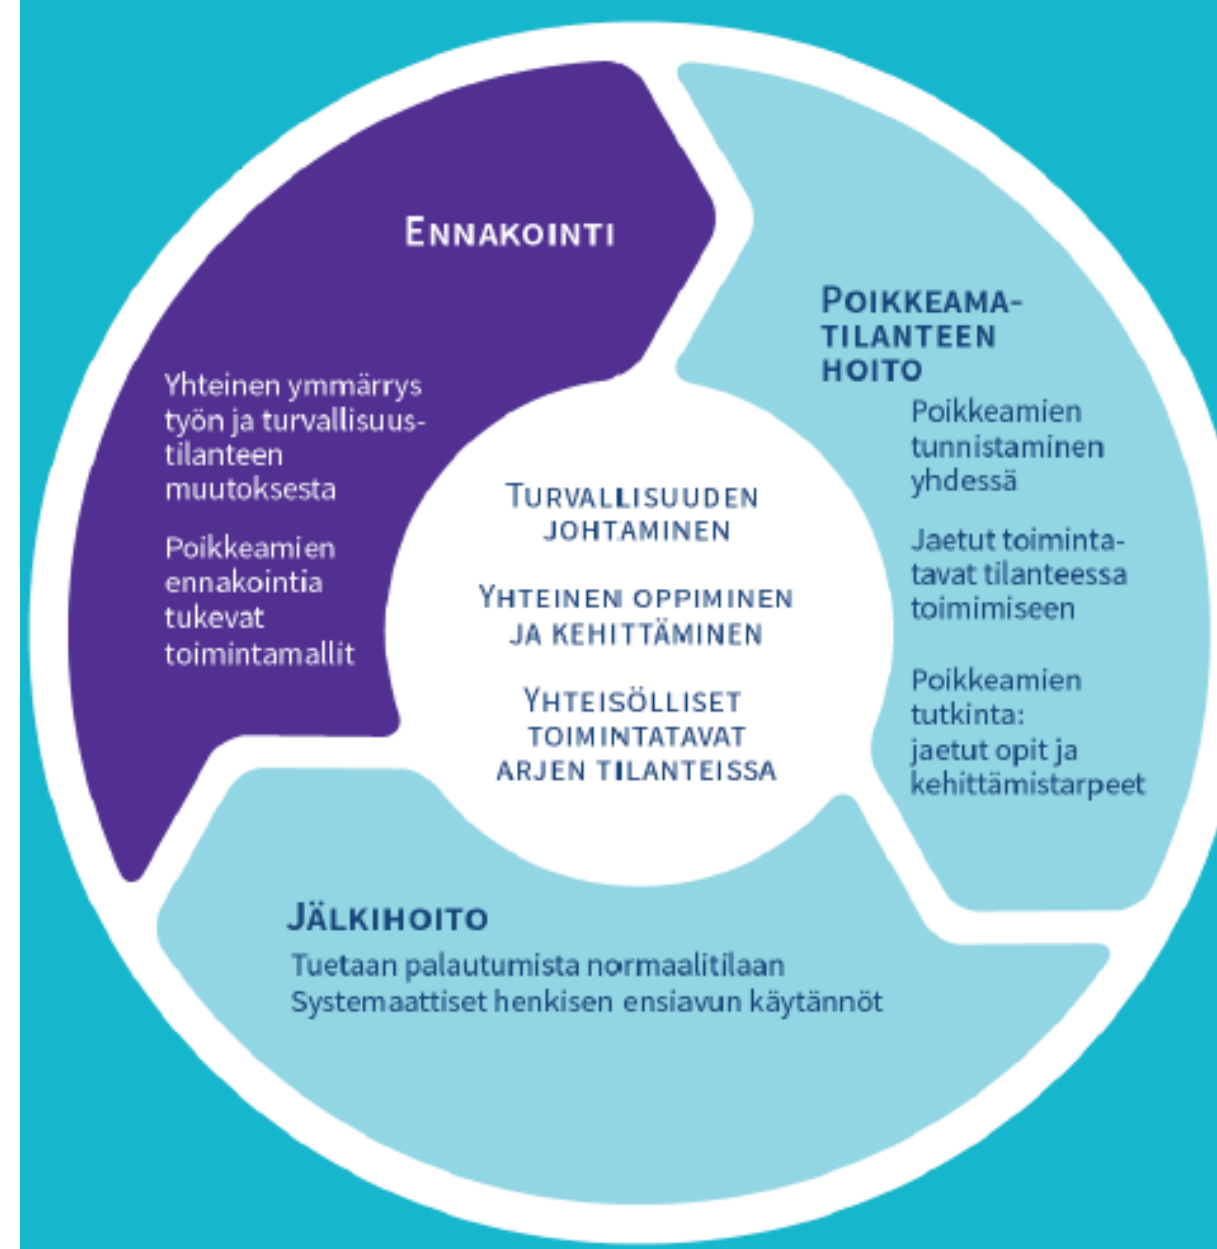 ENNAKOINTI
Yhteinen ymmärrys
työn ja turvallisuus-
tilanteen
muutoksesta
Poikkeamien
ennakointia
tukevat
toimintamallit
POIKKEAMA-
TILANTEEN
HOITO
Poikkeamien
tunnistaminen
yhdessä
Jaetut toiminta-
tavat tilanteessa
toimimiseen
Poikkeamien
tutkinta:
jaetut opit ja
kehittämistarpeet
TURVALLISUUDEN
JOHTAMINEN
YHTEINEN OPPIMINEN
JA KEHITTÄMINEN
YHTEISÖLLISET
TOIMINTATAVAT
ARJEN TILANTEISSA
JÄLKIHOITO
Tuetaan palautumista normaalitilaan
Systemaattiset henkisen ensiavun käytännöt